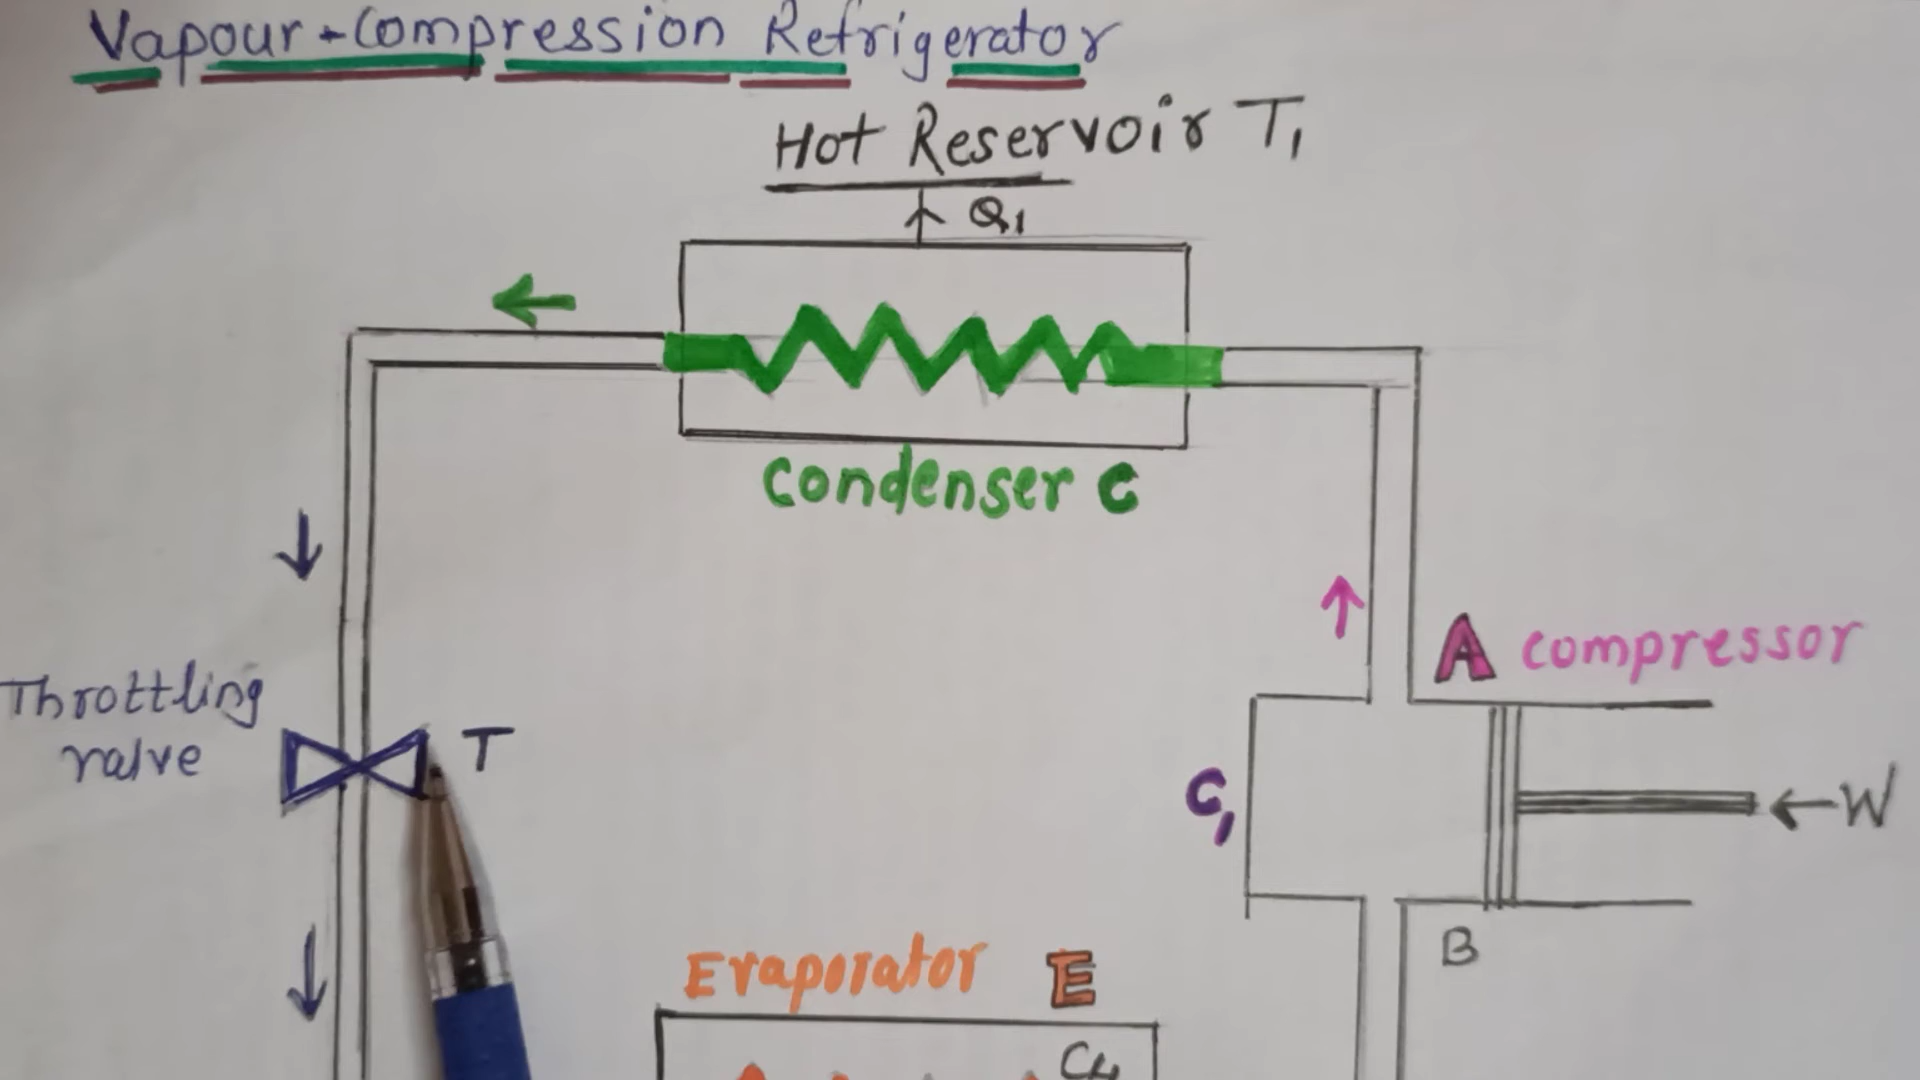 Vapour-Compression Refrigerator
Hot Reservoir T1
Q1
Condenser C
A compressor
Throttling
valve
T
C1
W
B
Evaporator E